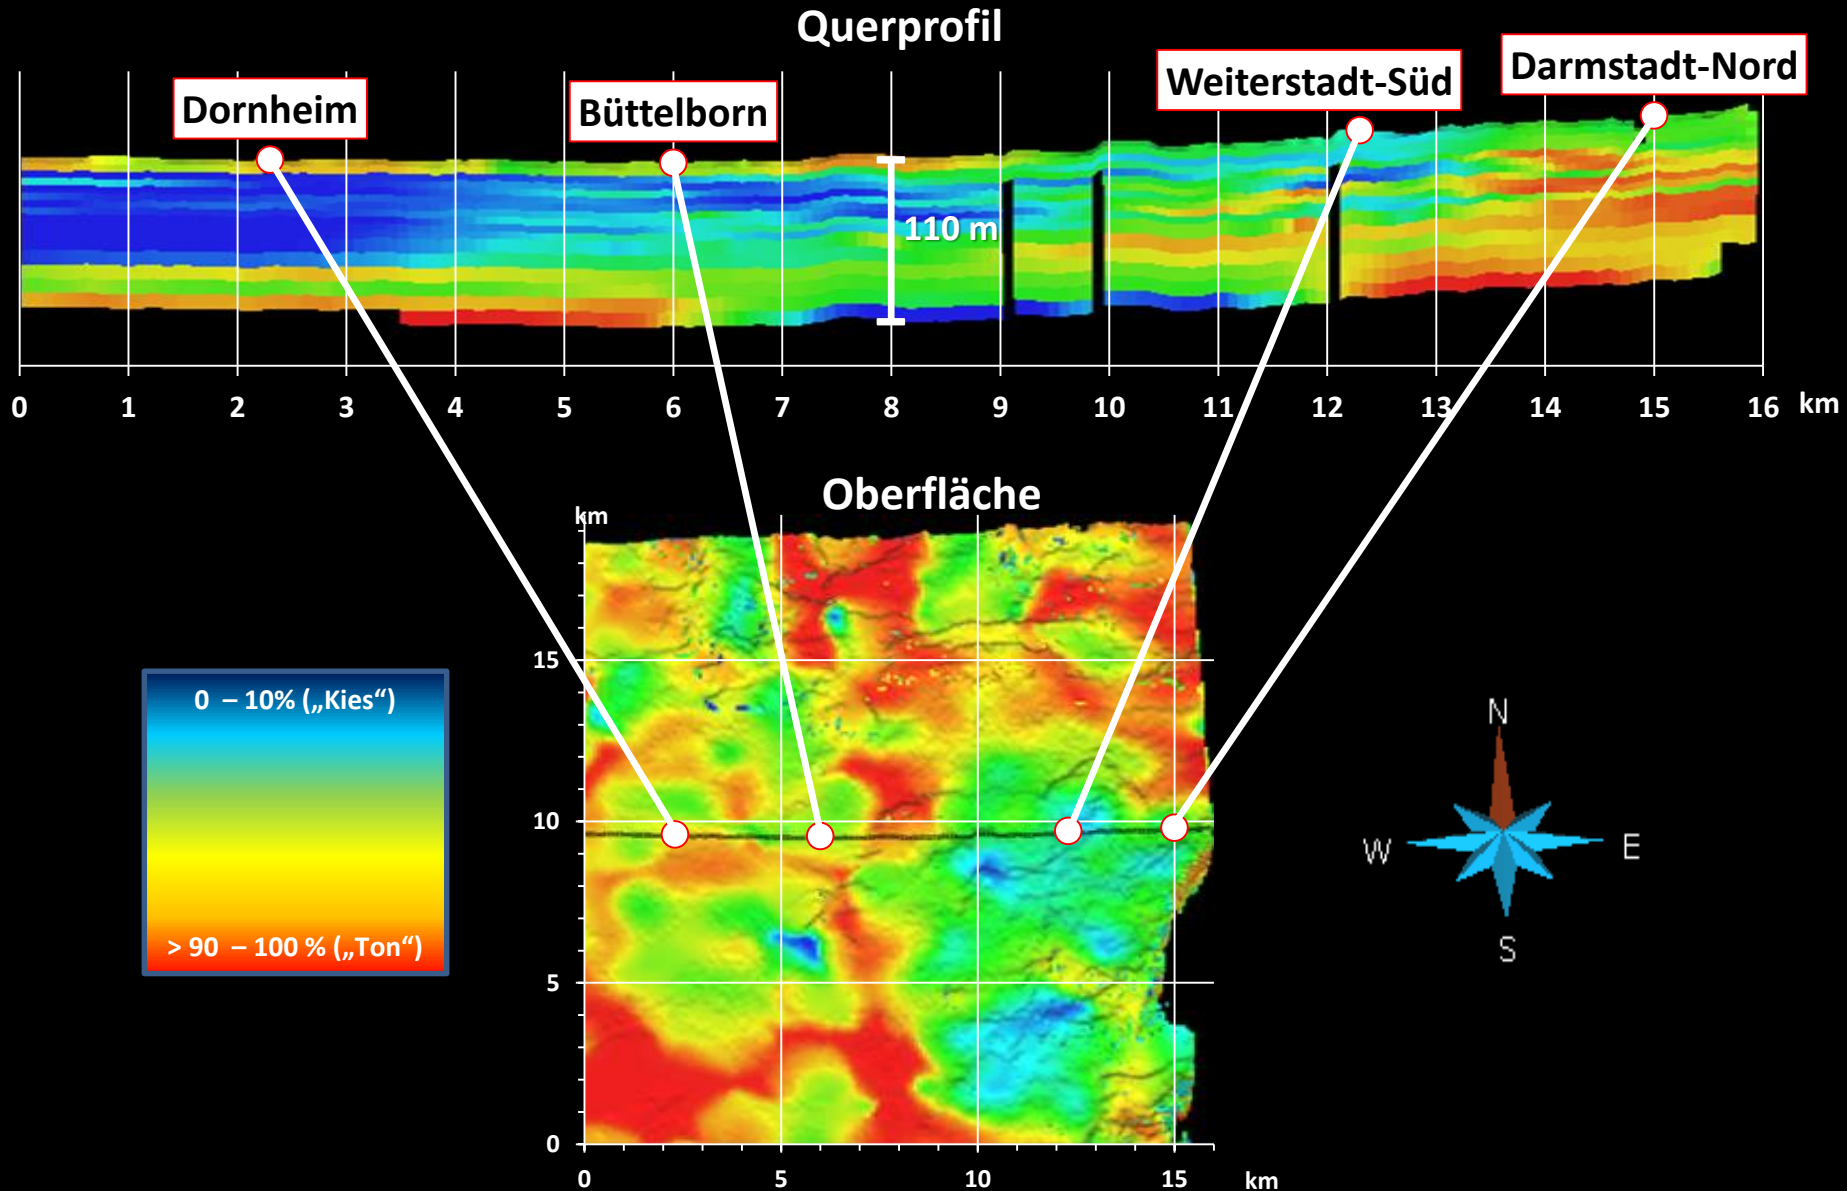 Querprofil
Dornheim
Büttelborn
Weiterstadt-Süd
Darmstadt-Nord
110 m
0 1 2 3 4 5 6 7 8 9 10 11 12 13 14 15 16 km
Oberfläche
km
15
10
5
0
0 5 10 15 km
0 – 10% („Kies“)
> 90 – 100 % („Ton“)
N
W
E
S